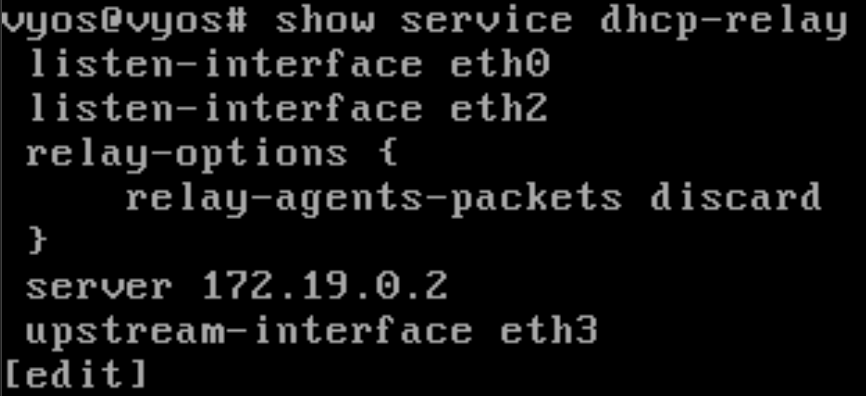 vyos@vyos# show service dhcp-relay
 listen-interface eth0
 listen-interface eth2
 relay-options {
     relay-agents-packets discard
 }
 server 172.19.0.2
 upstream-interface eth3
[edit]